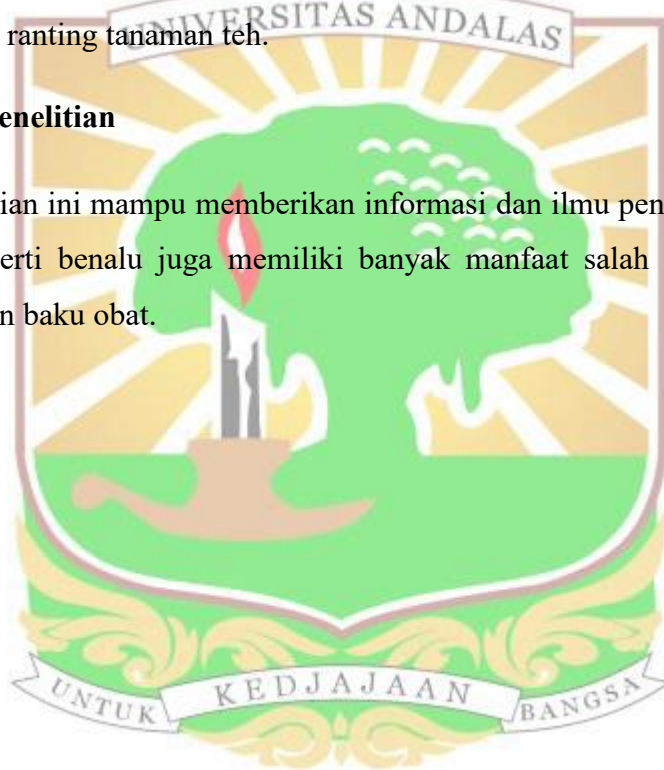 UNIVERSITAS ANDALAS
ranting tanaman teh.
enelitian
ian ini mampu memberikan informasi dan ilmu pen
erti benalu juga memiliki banyak manfaat salah
n baku obat.
UNTUK KEDJAJAAN BANGSA